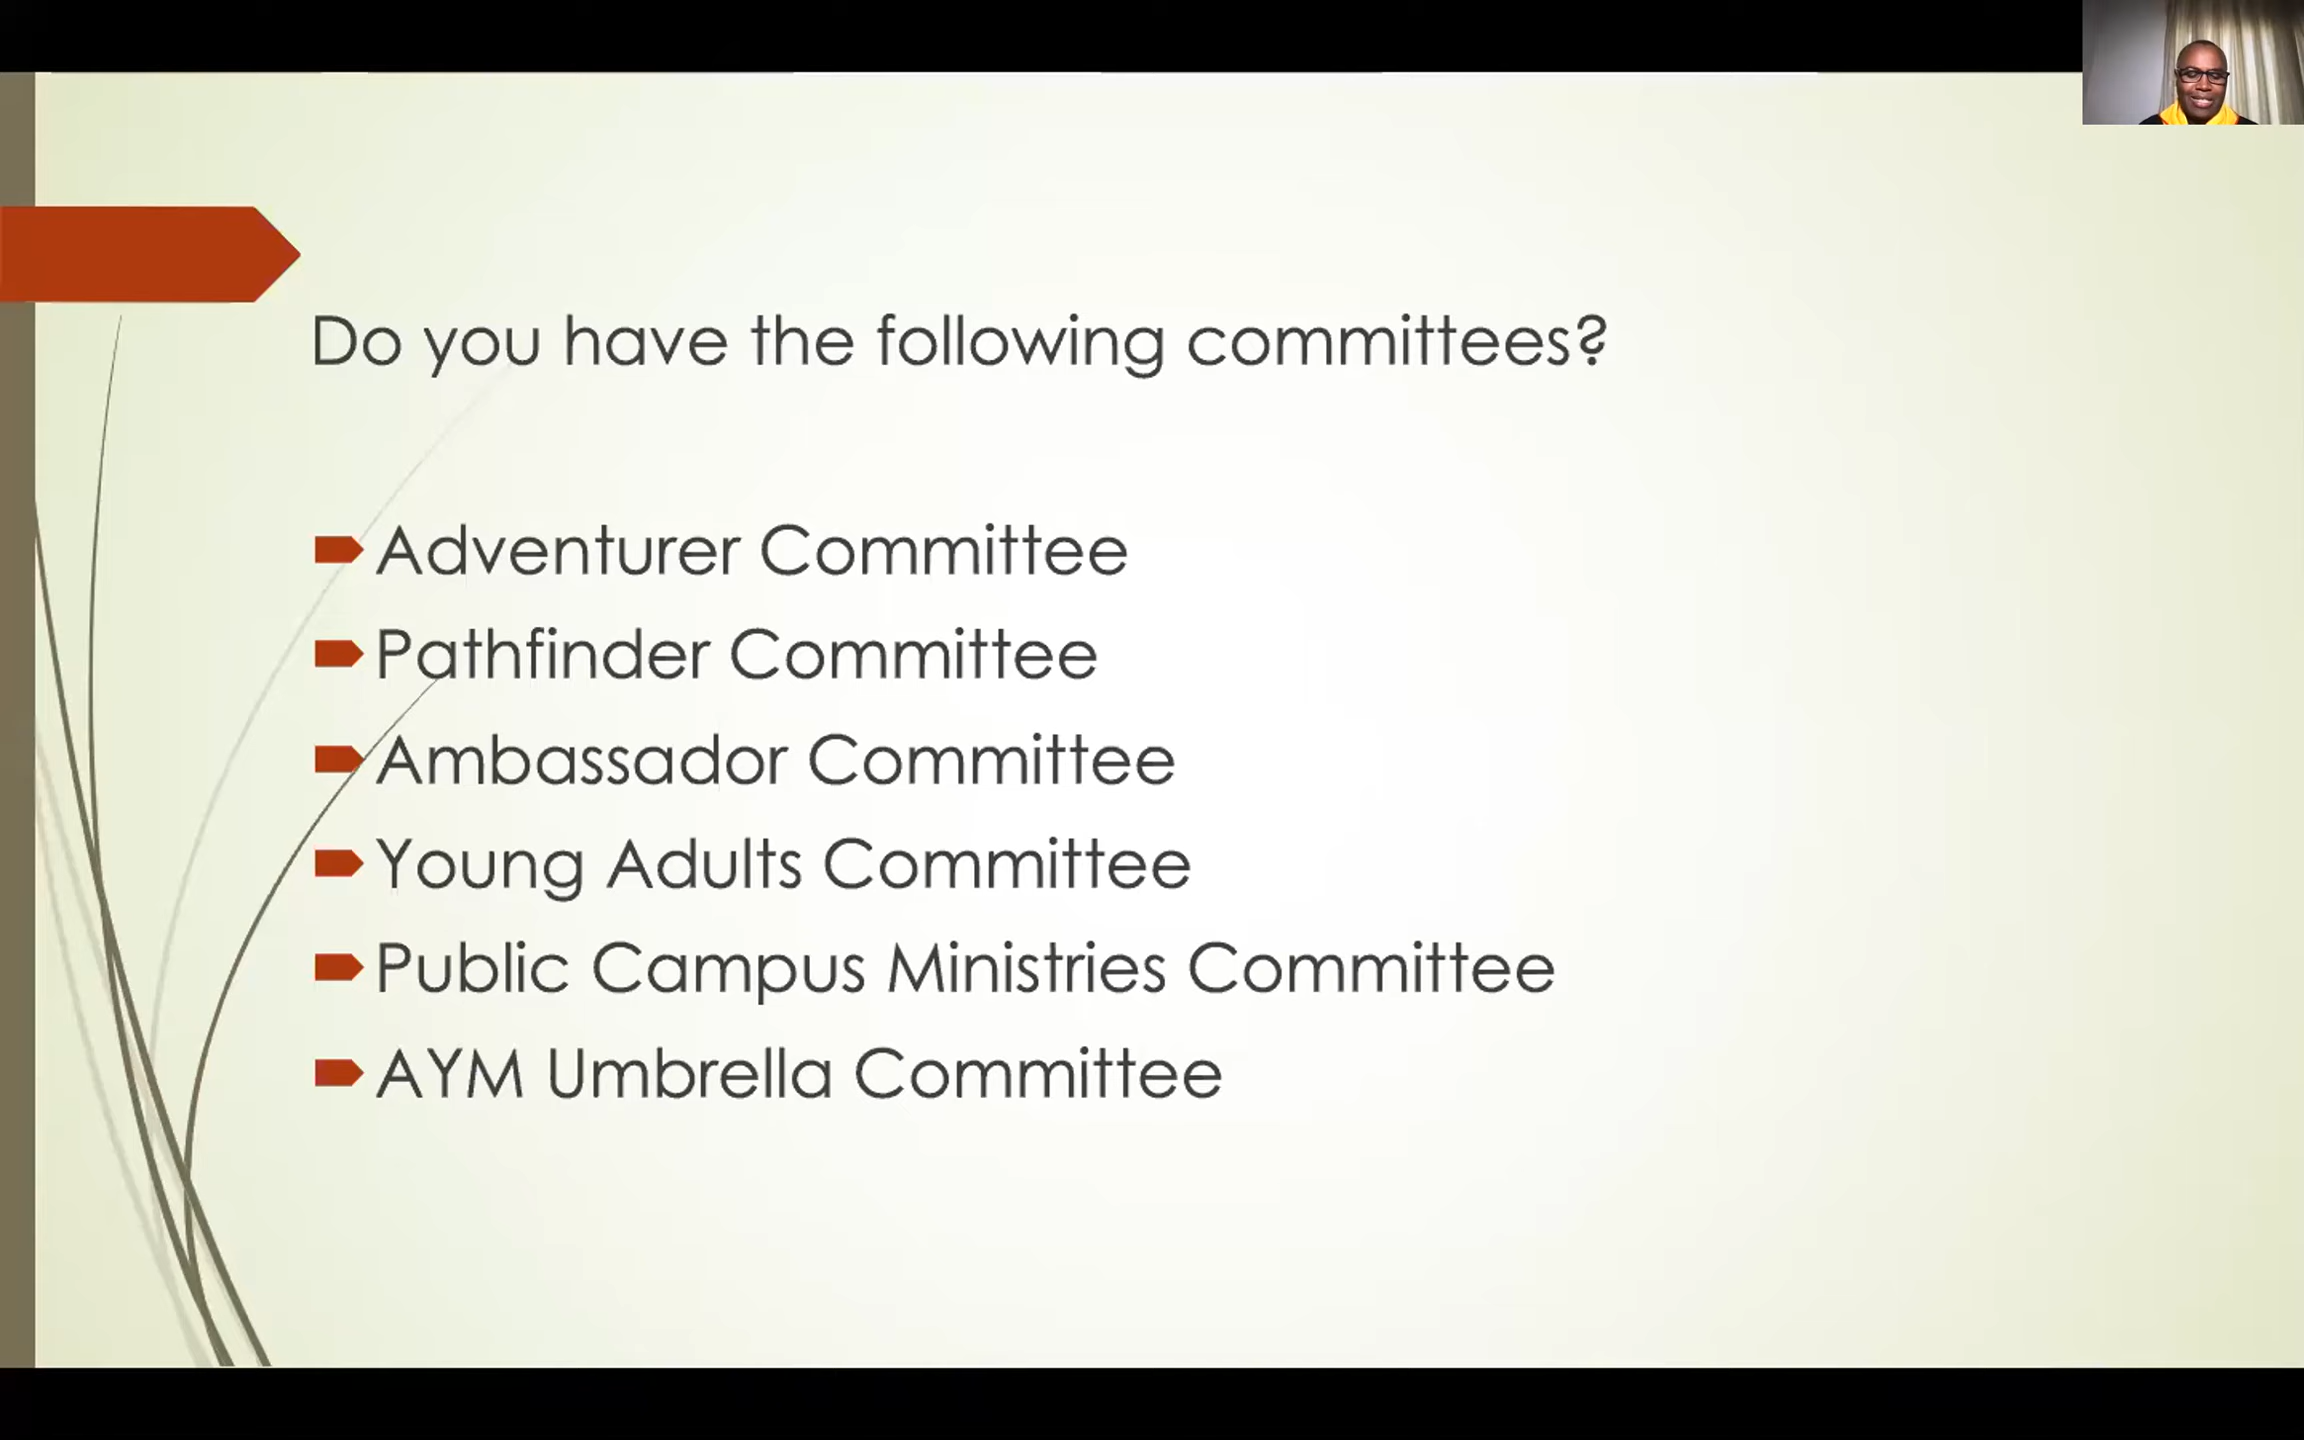 Do you have the following committees?
Adventurer Committee
Pathfinder Committee
Ambassador Committee
Young Adults Committee
Public Campus Ministries Committee
AYM Umbrella Committee